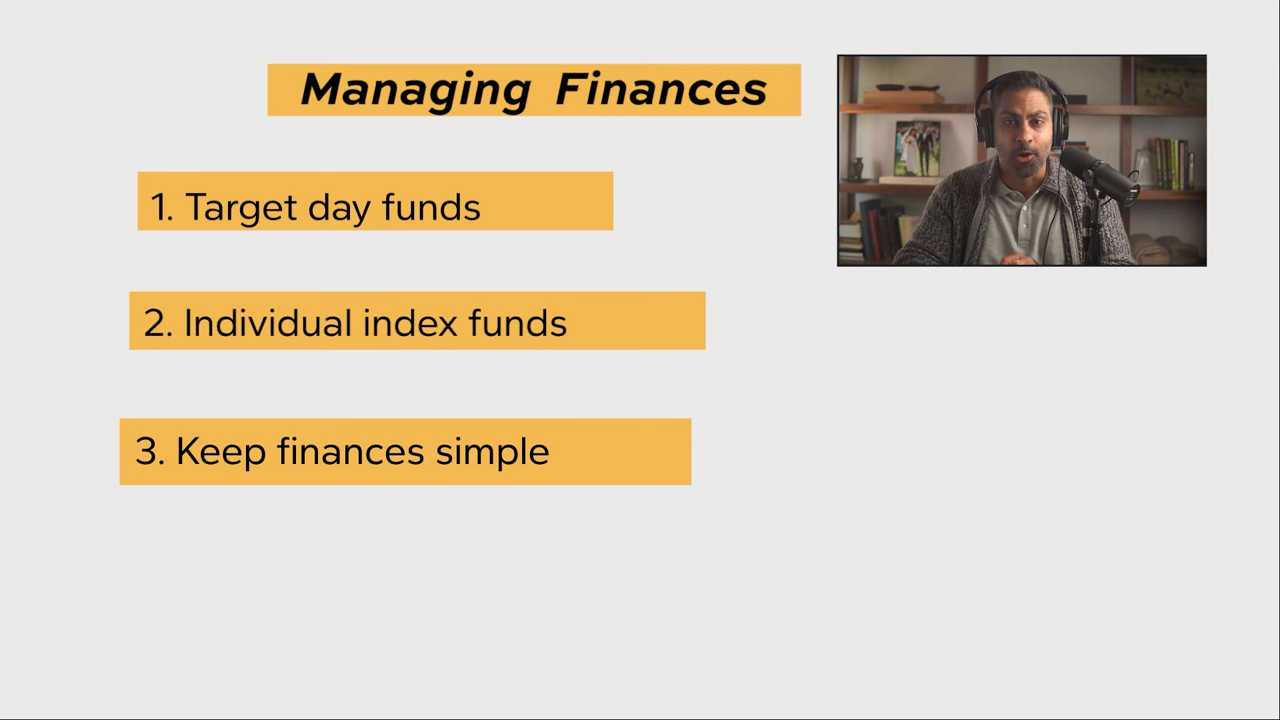 Managing Finances
1. Target day funds
2. Individual index funds
3. Keep finances simple